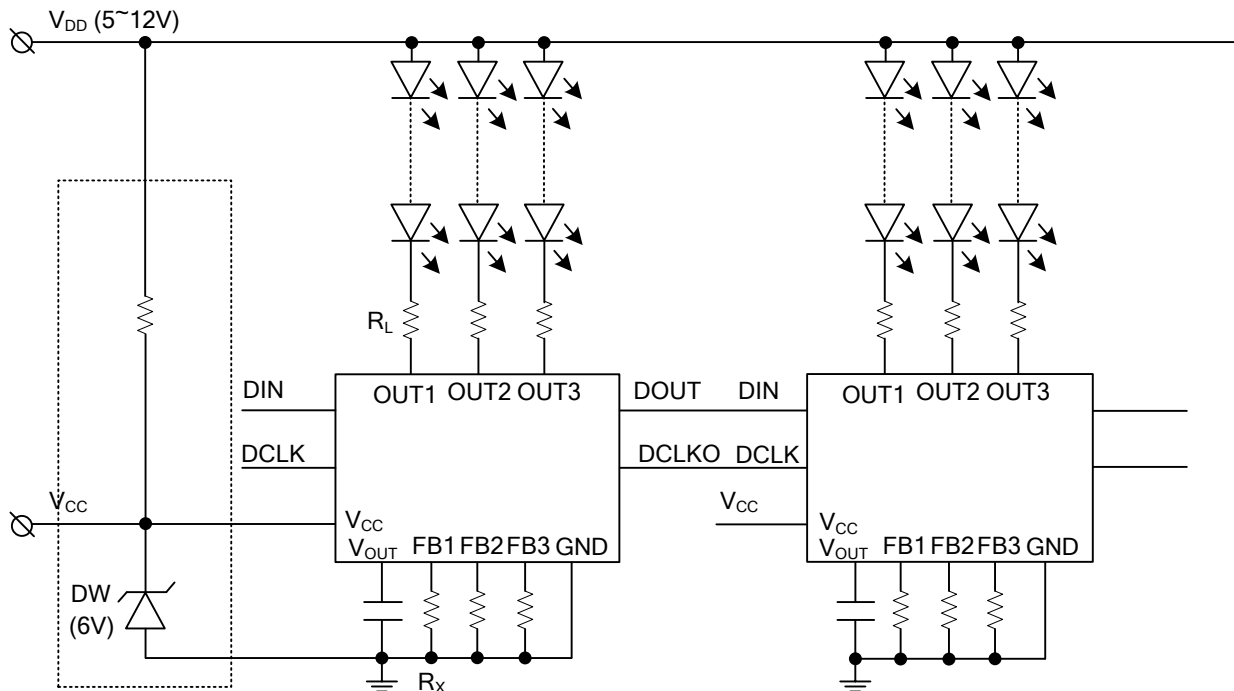 VDD (5~12V)
RL
OUT1 OUT2 OUT3
OUT1 OUT2 OUT3
DIN
DOUT
DIN
DCLK
DCLKO
DCLK
VCC
VCC
VCC
VCC
VOUT FB1 FB2 FB3 GND
VOUT FB1 FB2 FB3 GND
DW
(6V)
RX